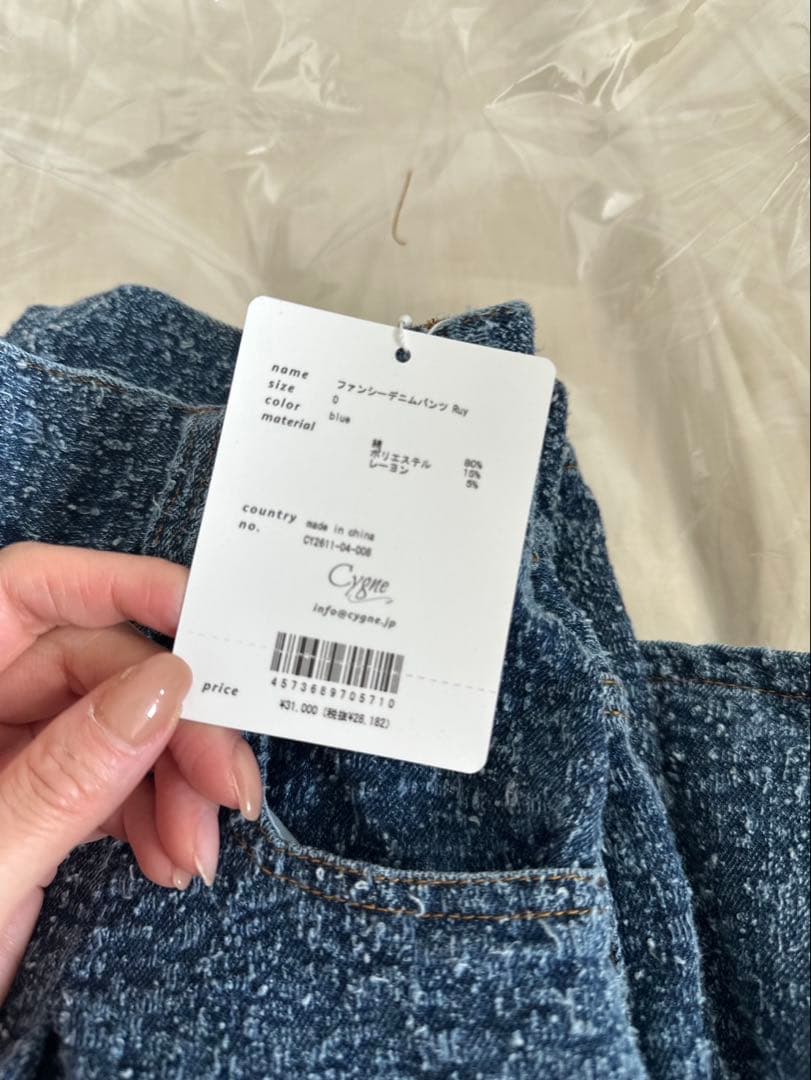 name ファンシーデニムパンツ Ruy
size 0
color blue
material
綿 80%
ポリエステル 15%
レーヨン 5%
country made in china
no. CY2611-04-008
Cygne
info@cygne.jp
4573689705710
price ¥31,000 (税抜¥28,182)